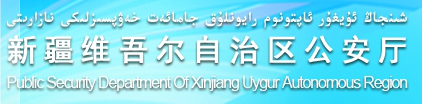 شىنجاڭ ئۇيغۇر ئاپتونوم رايونلۇق جامائەت خەۋپسىزلىكى نازارىتى
新疆维吾尔自治区公安厅
Public Security Department Of Xinjiang Uygur Autonomous Region